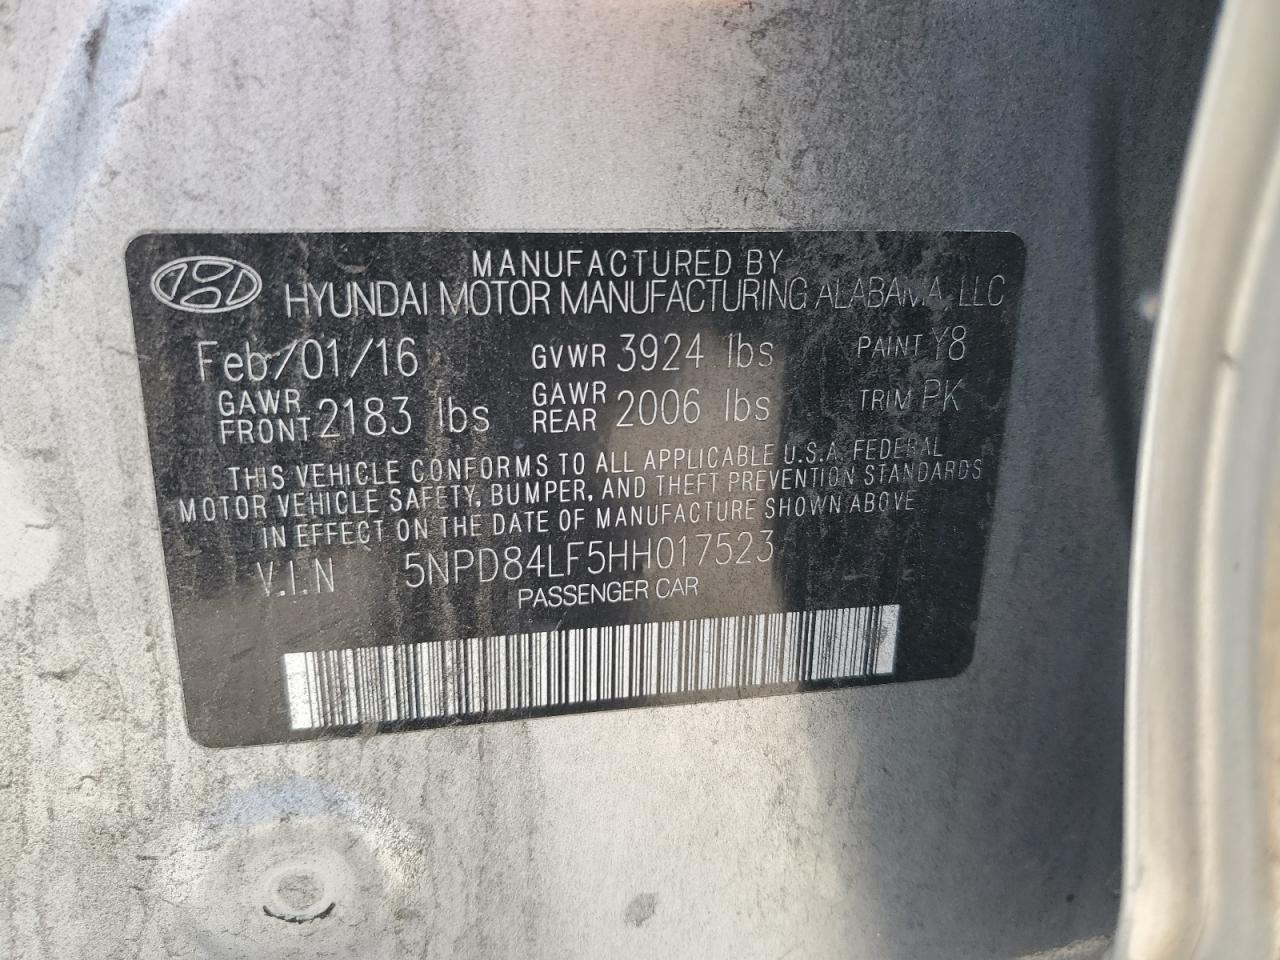 MANUFACTURED BY
HYUNDAI MOTOR MANUFACTURING ALABAMA, LLC
Feb/01/16 GVWR 3924 lbs PAINT Y8
GAWR FRONT 2183 lbs GAWR REAR 2006 lbs TRIM PK
THIS VEHICLE CONFORMS TO ALL APPLICABLE U.S.A. FEDERAL
MOTOR VEHICLE SAFETY, BUMPER, AND THEFT PREVENTION STANDARDS
IN EFFECT ON THE DATE OF MANUFACTURE SHOWN ABOVE
V.I.N 5NPD84LF5HH017523
PASSENGER CAR